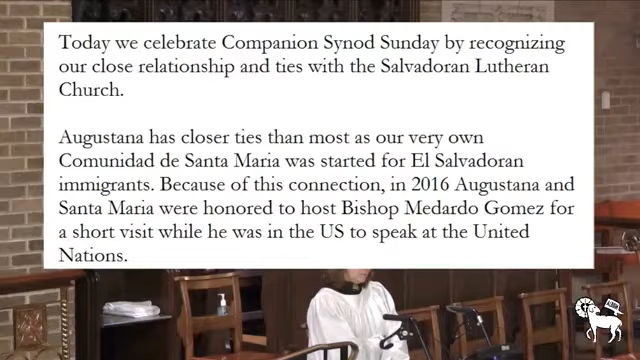 Today we celebrate Companion Synod Sunday by recognizing
our close relationship and ties with the Salvadoran Lutheran
Church.
Augustana has closer ties than most as our very own
Comunidad de Santa Maria was started for El Salvadoran
immigrants. Because of this connection, in 2016 Augustana and
Santa Maria were honored to host Bishop Medardo Gomez for
a short visit while he was in the US to speak at the United
Nations.